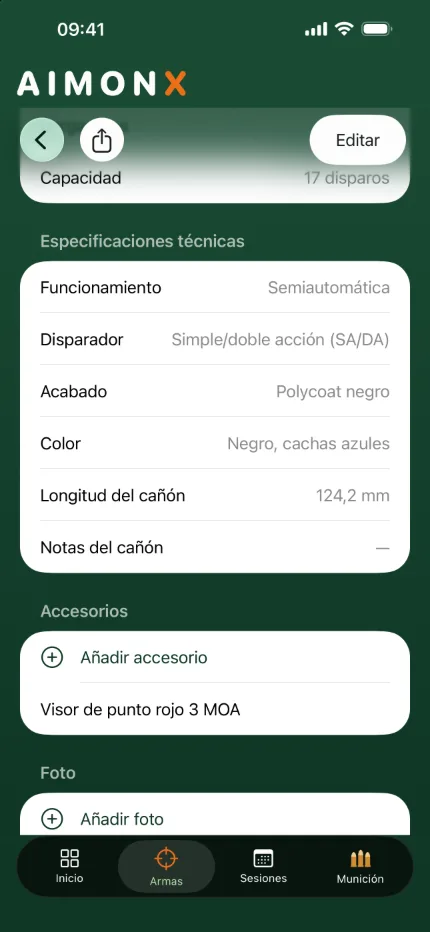 09:41
AIMONX
Editar
Capacidad 17 disparos
Especificaciones técnicas
Funcionamiento Semiautomática
Disparador Simple/doble acción (SA/DA)
Acabado Polycoat negro
Color Negro, cachas azules
Longitud del cañón 124,2 mm
Notas del cañón —
Accesorios
Añadir accesorio
Visor de punto rojo 3 MOA
Foto
Añadir foto
Inicio Armas Sesiones Munición